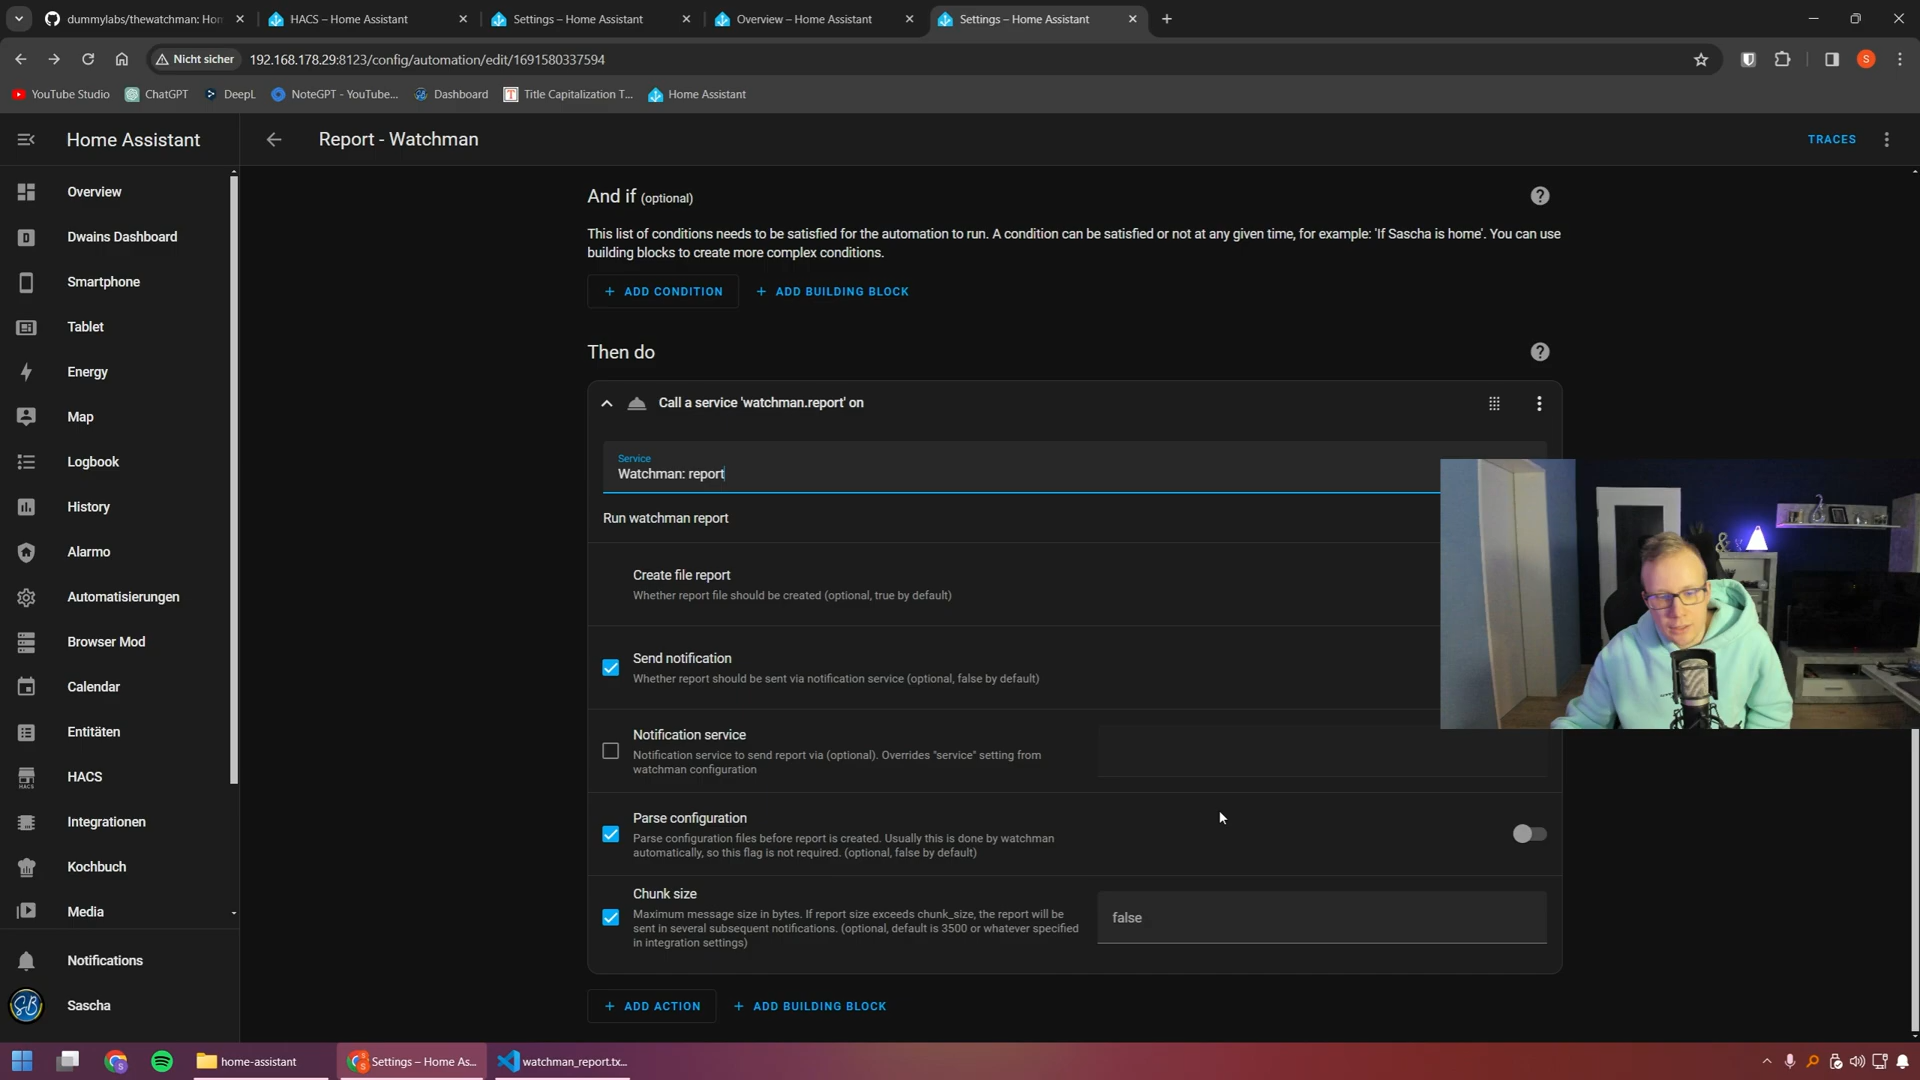 dummylabs/thewatchman: Hom
HACS – Home Assistant
Settings – Home Assistant
Overview – Home Assistant
Settings – Home Assistant
Nicht sicher
192.168.178.29:8123/config/automation/edit/1691580337594
S
YouTube Studio
ChatGPT
DeepL
NoteGPT - YouTube...
Dashboard
Title Capitalization T...
Home Assistant
Home Assistant
Report - Watchman
TRACES
Overview
Dwains Dashboard
Smartphone
Tablet
Energy
Map
Logbook
History
Alarmo
Automatisierungen
Browser Mod
Calendar
Entitäten
HACS
Integrationen
Kochbuch
Media
Notifications
Sascha
And if (optional)
This list of conditions needs to be satisfied for the automation to run. A condition can be satisfied or not at any given time, for example: 'If Sascha is home'. You can use
building blocks to create more complex conditions.
+ ADD CONDITION
+ ADD BUILDING BLOCK
Then do
Call a service 'watchman.report' on
Service
Watchman: report
Run watchman report
Create file report
Whether report file should be created (optional, true by default)
Send notification
Whether report should be sent via notification service (optional, false by default)
Notification service
Notification service to send report via (optional). Overrides "service" setting from
watchman configuration
Parse configuration
Parse configuration files before report is created. Usually this is done by watchman
automatically, so this flag is not required. (optional, false by default)
Chunk size
Maximum message size in bytes. If report size exceeds chunk_size, the report will be
sent in several subsequent notifications. (optional, default is 3500 or whatever specified
in integration settings)
false
+ ADD ACTION
+ ADD BUILDING BLOCK
home-assistant
Settings – Home As...
watchman_report.tx...